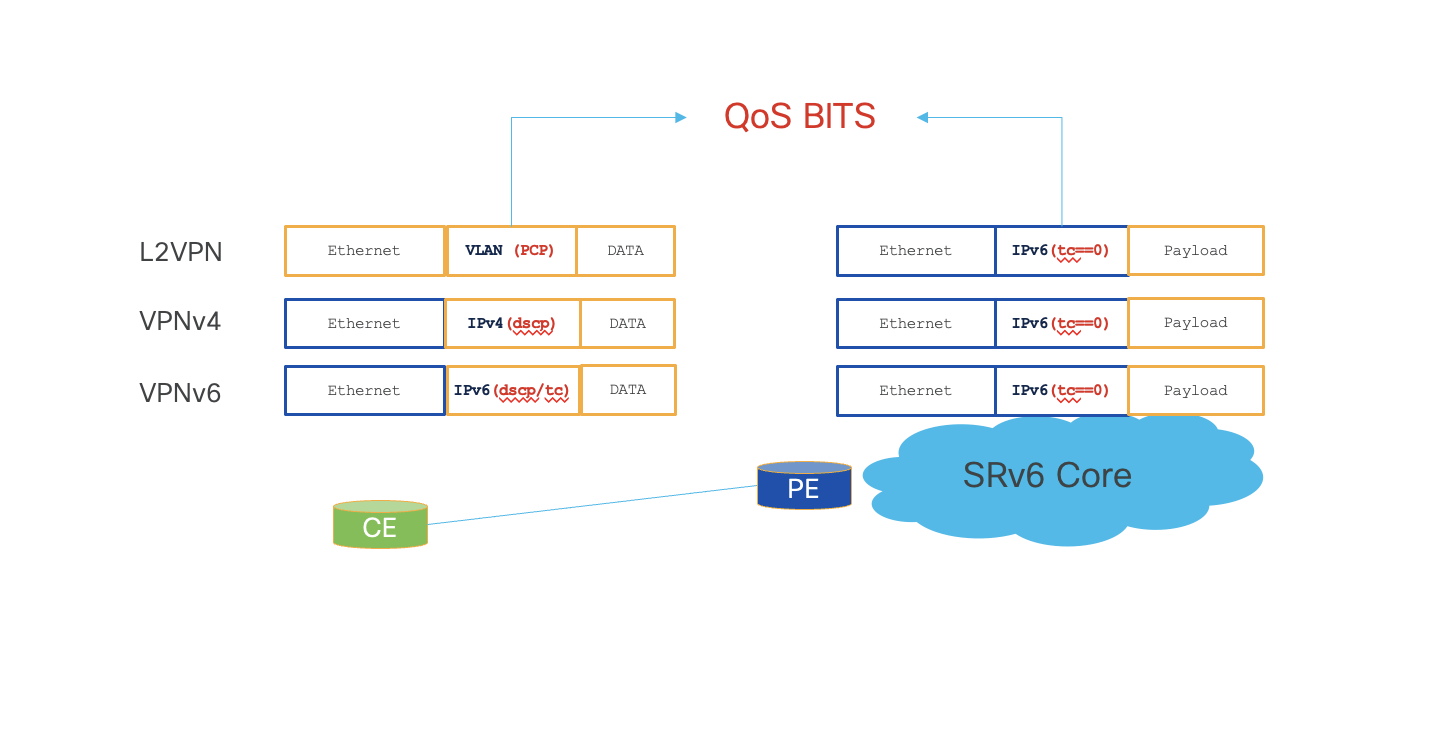 QoS BITS
L2VPN
Ethernet
VLAN (PCP)
DATA
Ethernet
IPv6(tc==0)
Payload
VPNv4
Ethernet
IPv4(dscp)
DATA
Ethernet
IPv6(tc==0)
Payload
VPNv6
Ethernet
IPv6(dscp/tc)
DATA
Ethernet
IPv6(tc==0)
Payload
SRv6 Core
PE
CE